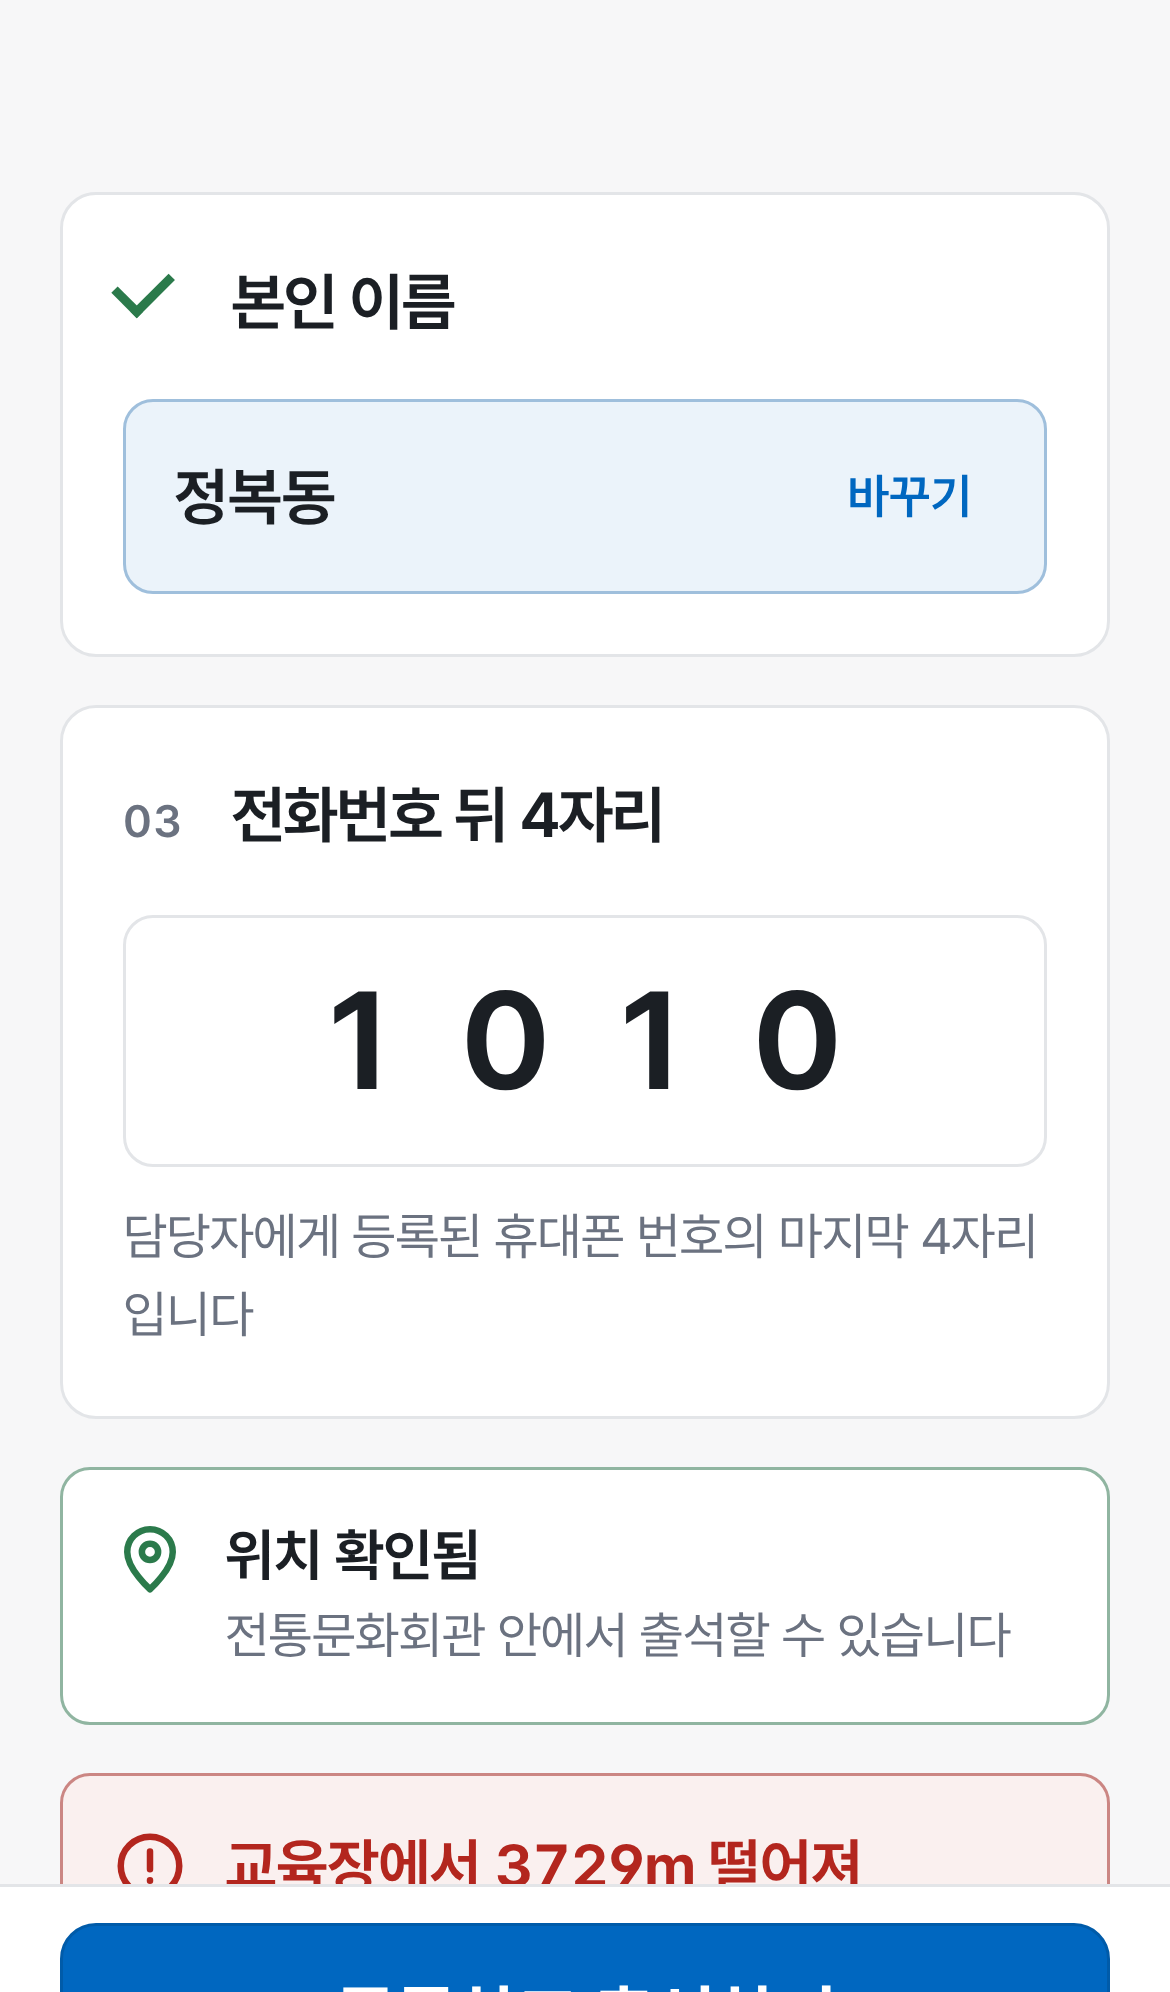 본인 이름
정복동
바꾸기
03 전화번호 뒤 4자리
1 0 1 0
담당자에게 등록된 휴대폰 번호의 마지막 4자리
입니다
위치 확인됨
전통문화회관 안에서 출석할 수 있습니다
교육장에서 3729m 떨어져